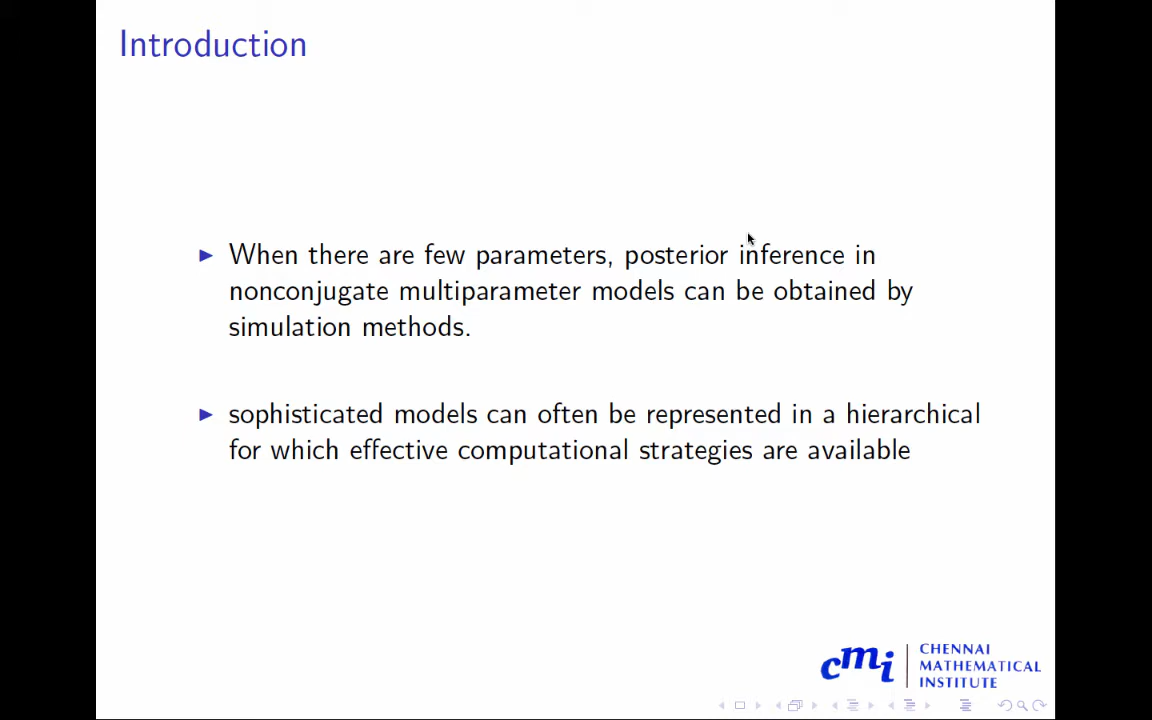 Introduction
When there are few parameters, posterior inference in
nonconjugate multiparameter models can be obtained by
simulation methods.
sophisticated models can often be represented in a hierarchical
for which effective computational strategies are available
cmi
CHENNAI
MATHEMATICAL
INSTITUTE